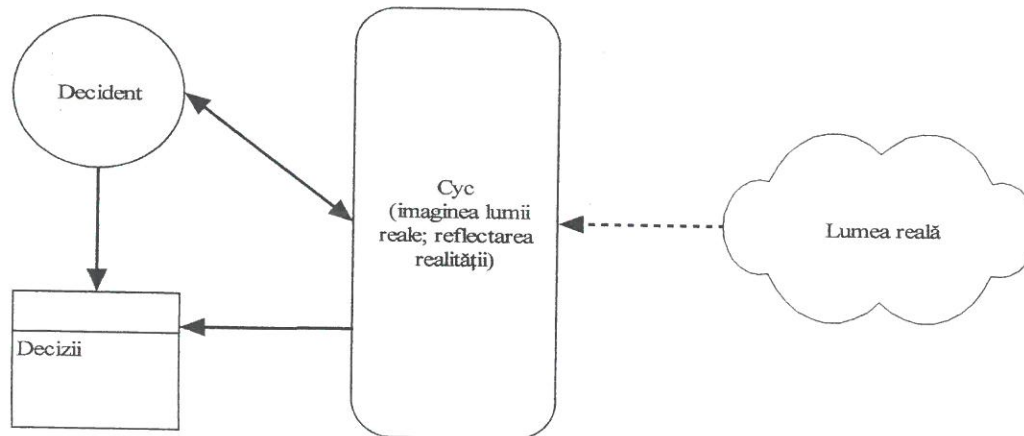 Decident
Cyc
(imaginea lumii
reale; reflectarea
realității)
Lumea reală
Decizii